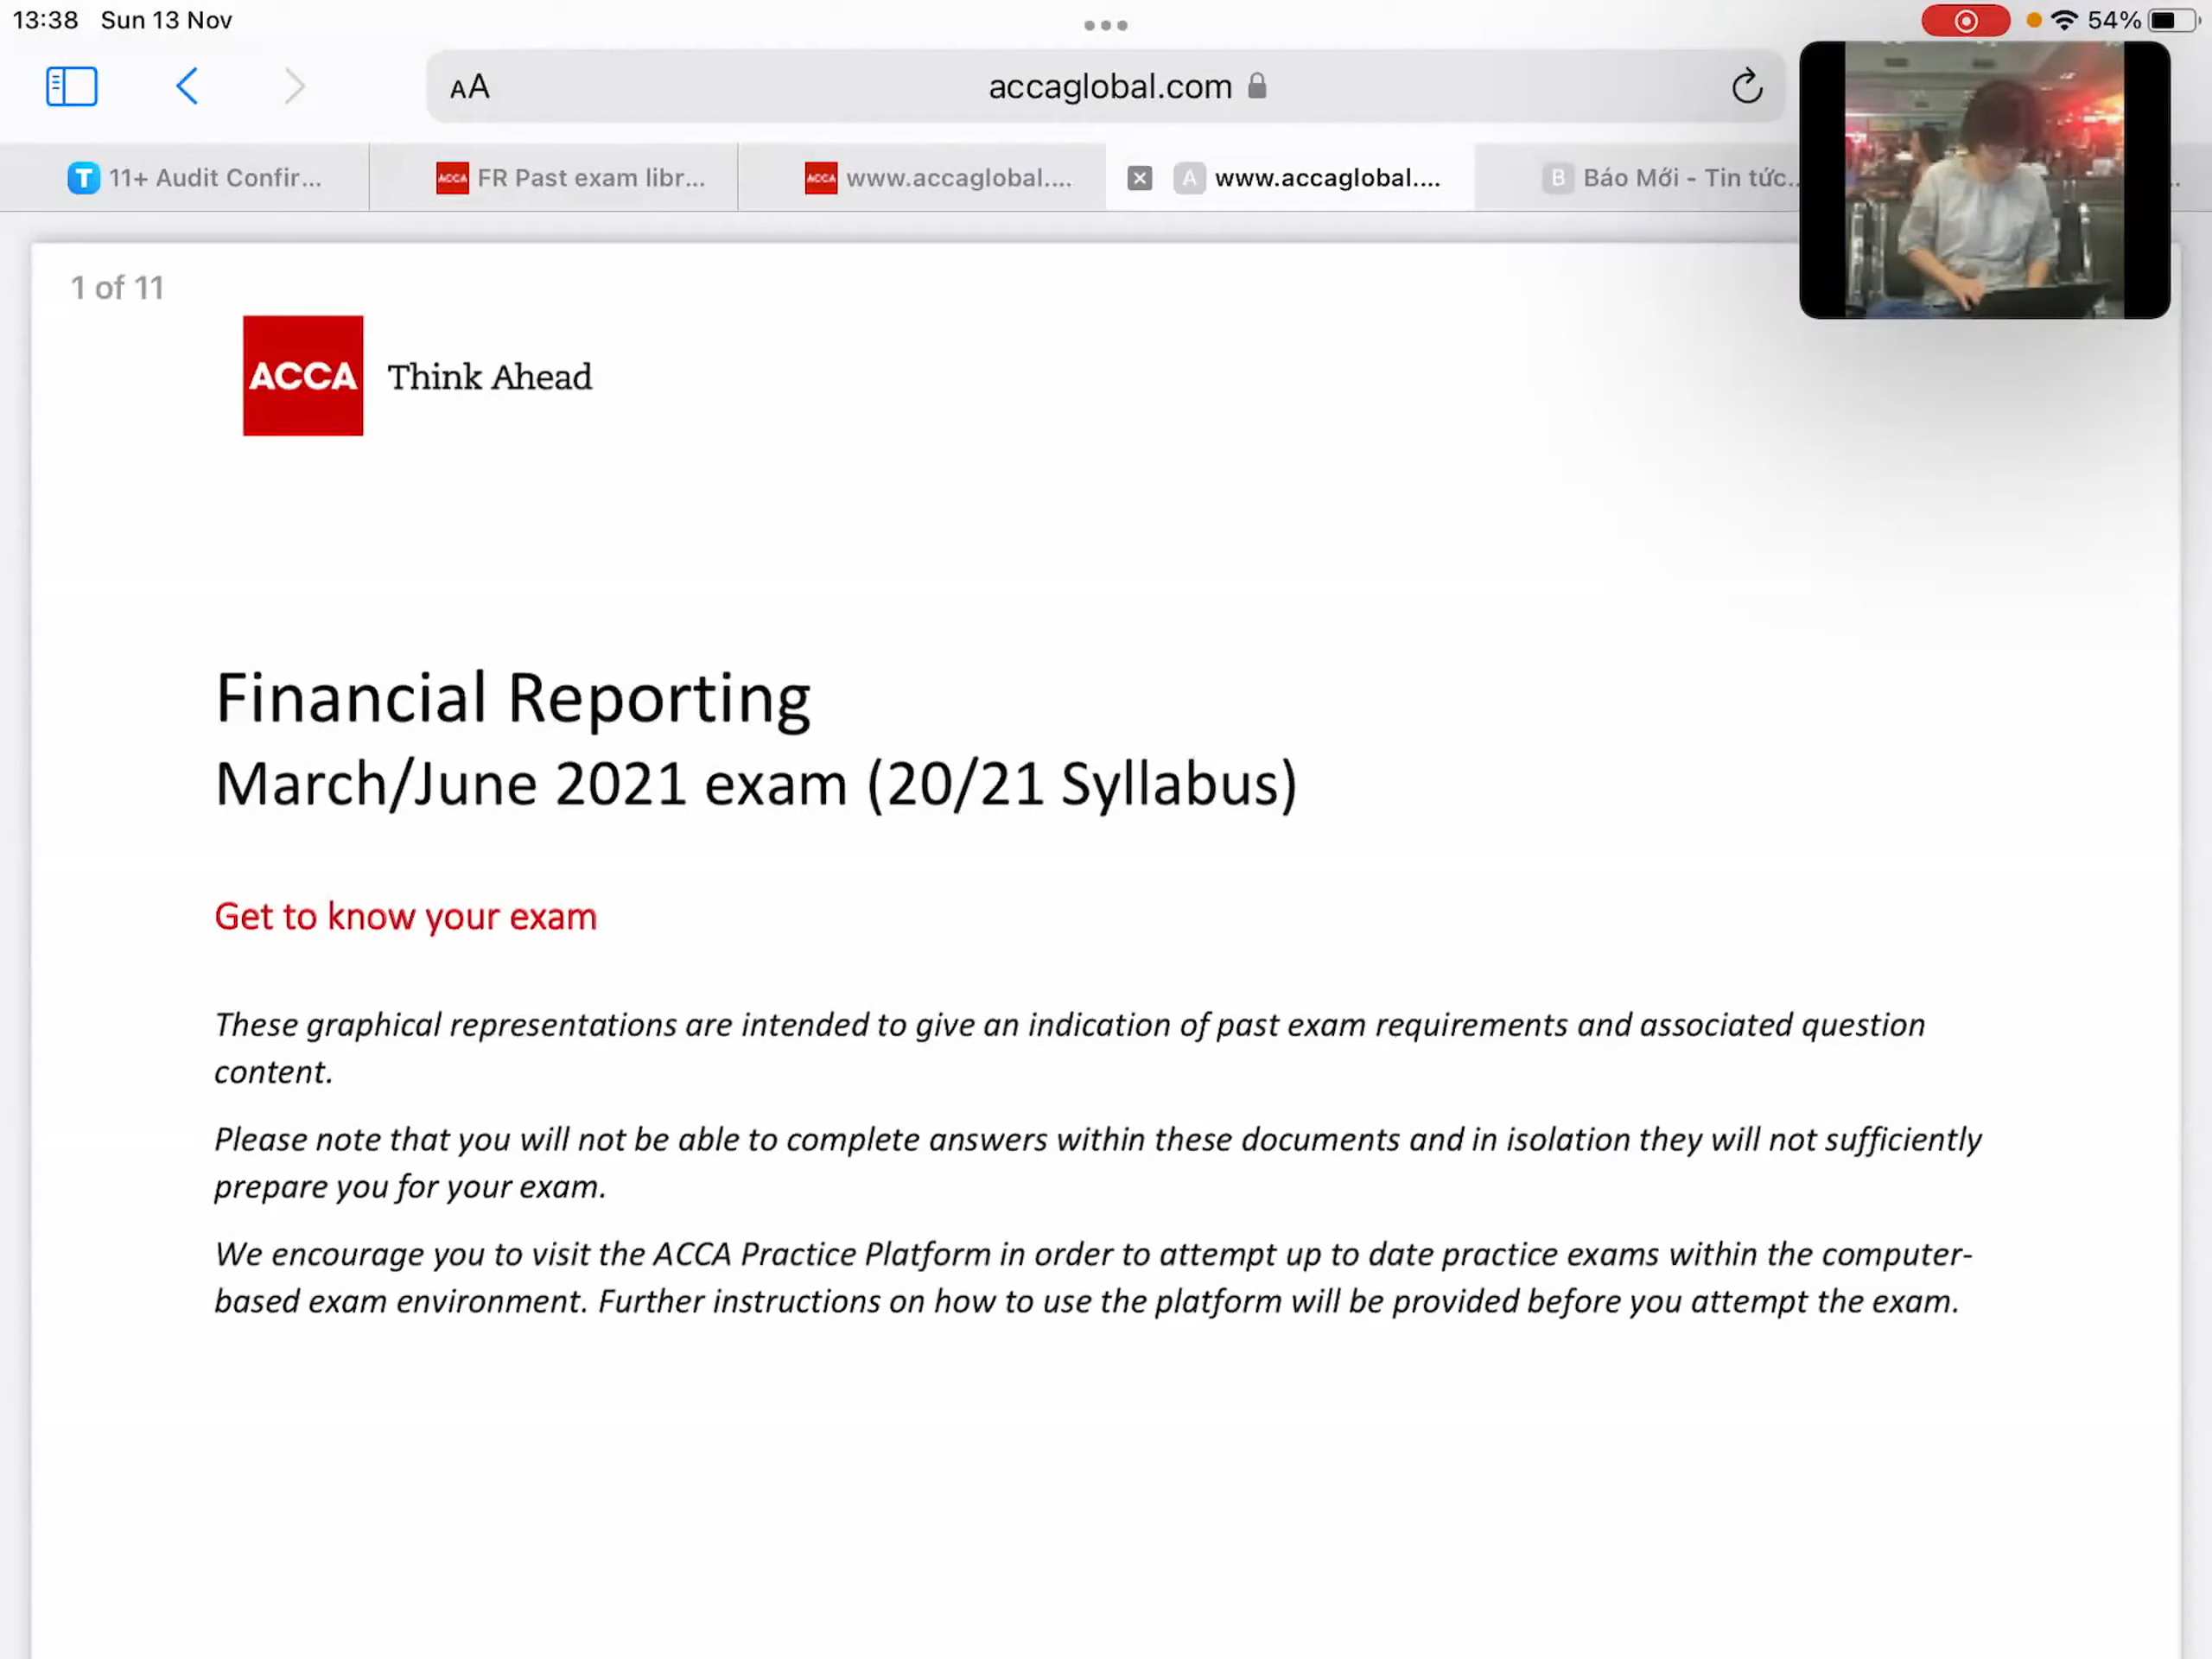 13:38 Sun 13 Nov
54%
AA
accaglobal.com
11+ Audit Confir...
FR Past exam libr...
www.accaglobal....
www.accaglobal....
Báo Mới - Tin tức...
1 of 11
ACCA Think Ahead
Financial Reporting
March/June 2021 exam (20/21 Syllabus)
Get to know your exam
These graphical representations are intended to give an indication of past exam requirements and associated question
content.
Please note that you will not be able to complete answers within these documents and in isolation they will not sufficiently
prepare you for your exam.
We encourage you to visit the ACCA Practice Platform in order to attempt up to date practice exams within the computer-
based exam environment. Further instructions on how to use the platform will be provided before you attempt the exam.